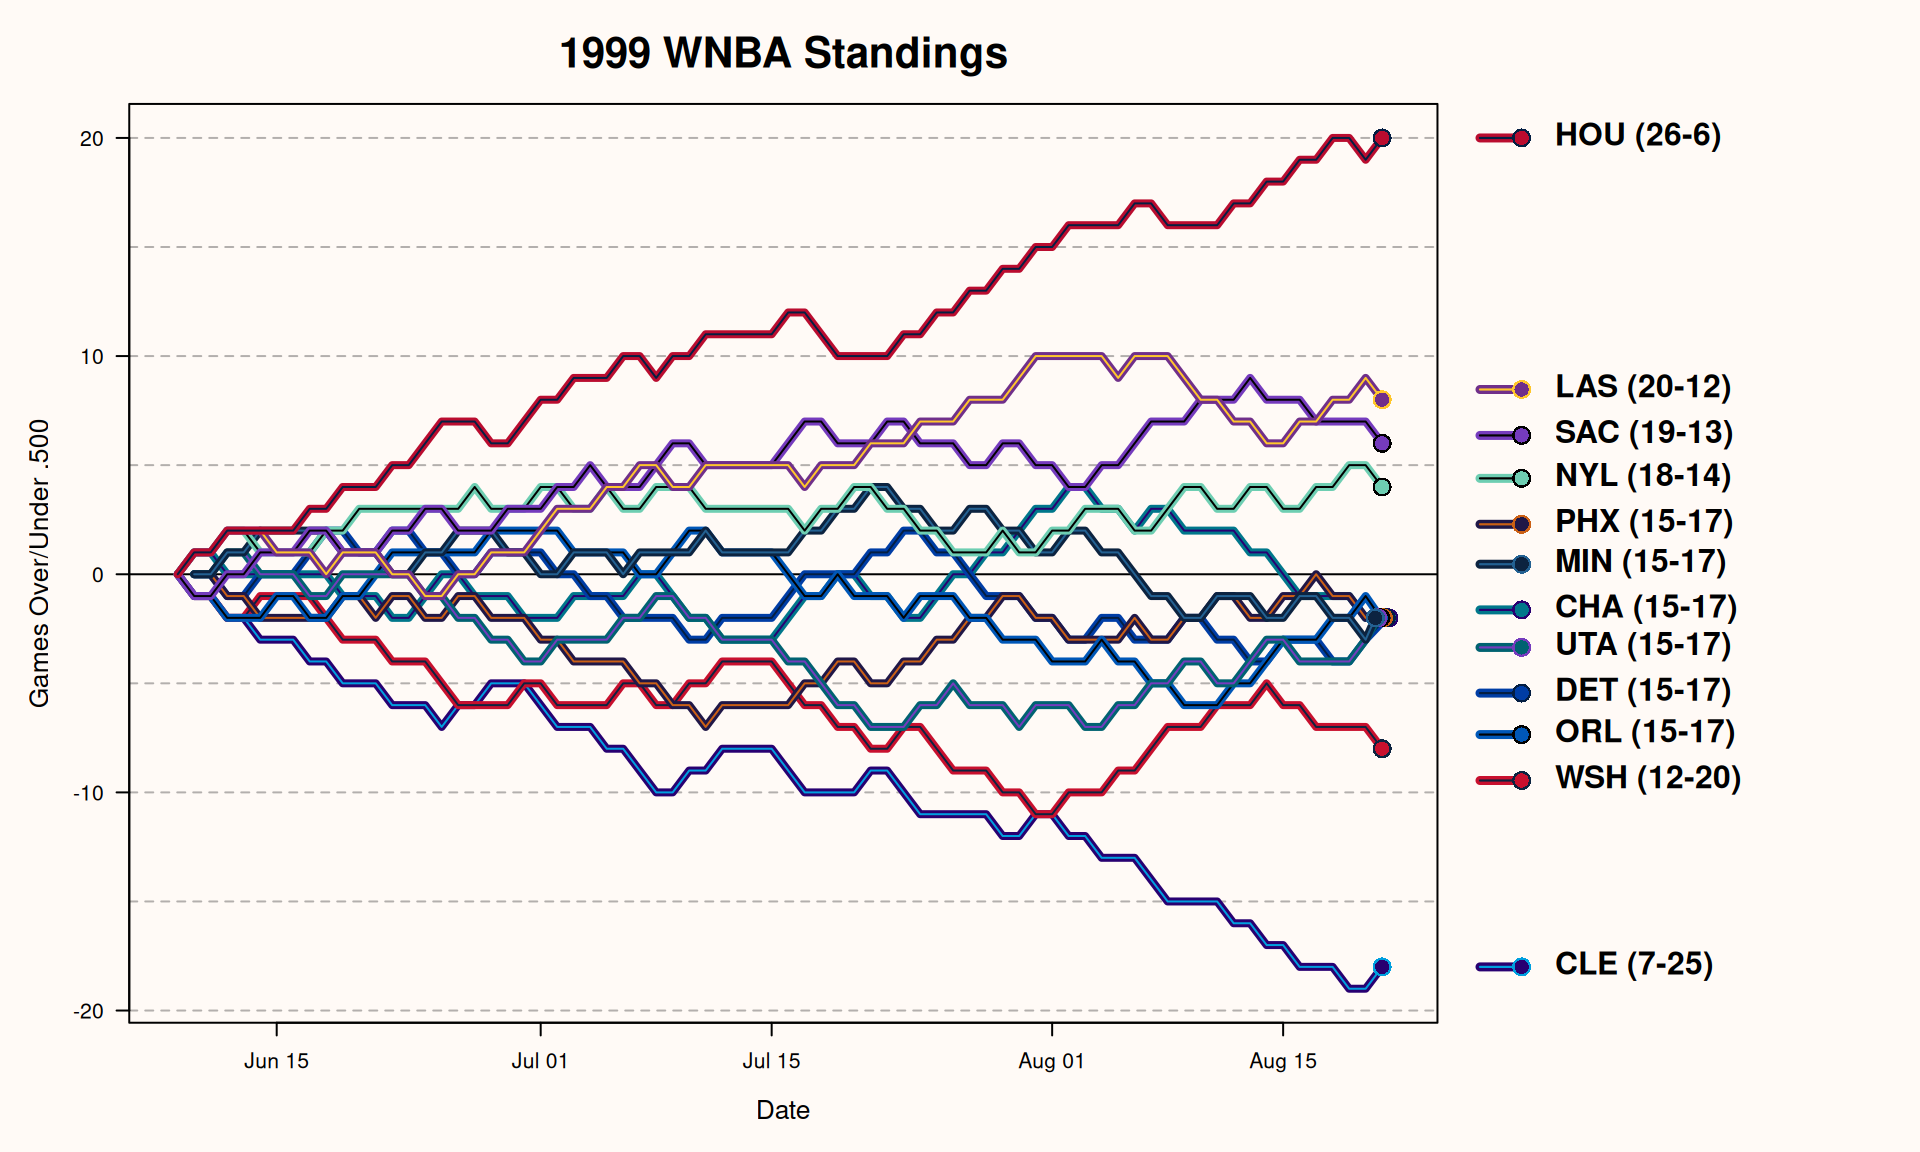 1999 WNBA Standings
Games Over/Under .500
20
10
0
-10
-20
Jun 15
Jul 01
Jul 15
Aug 01
Aug 15
Date
HOU (26-6)
LAS (20-12)
SAC (19-13)
NYL (18-14)
PHX (15-17)
MIN (15-17)
CHA (15-17)
UTA (15-17)
DET (15-17)
ORL (15-17)
WSH (12-20)
CLE (7-25)